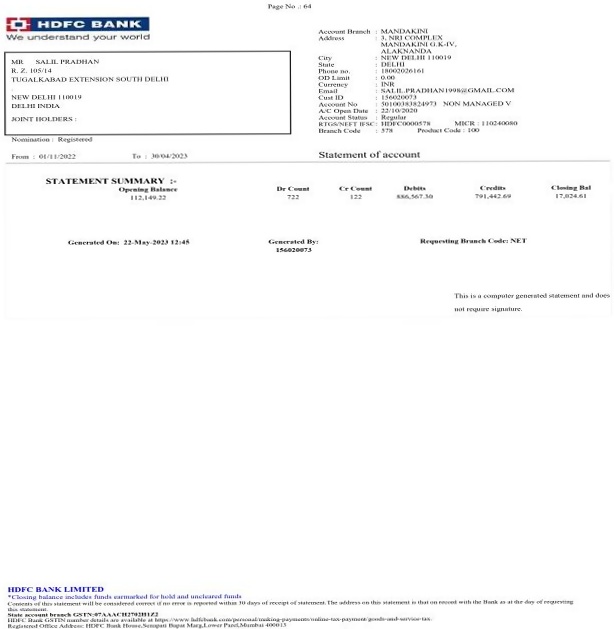 Page No .: 64
HDFC BANK
We understand your world
MR SALIL PRADHAN
R. Z. 105/14
TUGALKABAD EXTENSION SOUTH DELHI
NEW DELHI 110019
DELHI INDIA
JOINT HOLDERS :
Nomination : Registered
From : 01/11/2022 To : 30/04/2023
Account Branch : MANDAKINI
Address : 3, NRI COMPLEX
MANDAKINI G.K-IV,
ALAKNANDA
City : NEW DELHI 110019
State : DELHI
Phone no. : 18002026161
OD Limit : 0.00
Currency : INR
Email : SALIL.PRADHAN1998@GMAIL.COM
Cust ID : 156020073
Account No : 50100383824973 NON MANAGED V
A/C Open Date : 22/10/2020
Account Status : Regular
RTGS/NEFT IFSC: HDFC0000578 MICR : 110240080
Branch Code : 578 Product Code : 100
Statement of account
STATEMENT SUMMARY :-
Opening Balance Dr Count Cr Count Debits Credits Closing Bal
112,149.22 722 122 886,567.30 791,442.69 17,024.61
Generated On: 22-May-2023 12:45 Generated By: Requesting Branch Code: NET
156020073
This is a computer generated statement and does
not require signature.
HDFC BANK LIMITED
*Closing balance includes funds earmarked for hold and uncleared funds
Contents of this statement will be considered correct if no error is reported within 30 days of receipt of statement.The address on this statement is that on record with the Bank as at the day of requesting
this statement.
State account branch GSTN:07AAACH2702H1Z2
HDFC Bank GSTIN number details are available at https://www.hdfcbank.com/personal/making-payments/online-tax-payment/goods-and-service-tax.
Registered Office Address: HDFC Bank House,Senapati Bapat Marg,Lower Parel,Mumbai 400013